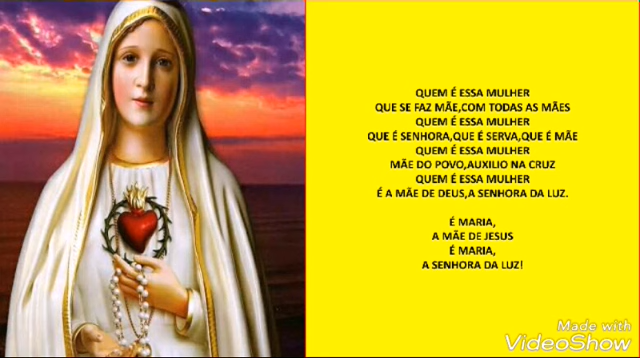 QUEM É ESSA MULHER
QUE SE FAZ MÃE,COM TODAS AS MÃES
QUEM É ESSA MULHER
QUE É SENHORA,QUE É SERVA,QUE É MÃE
QUEM É ESSA MULHER
MÃE DO POVO,AUXILIO NA CRUZ
QUEM É ESSA MULHER
É A MÃE DE DEUS,A SENHORA DA LUZ.
É MARIA,
A MÃE DE JESUS
É MARIA,
A SENHORA DA LUZ!
Made with
VideoShow